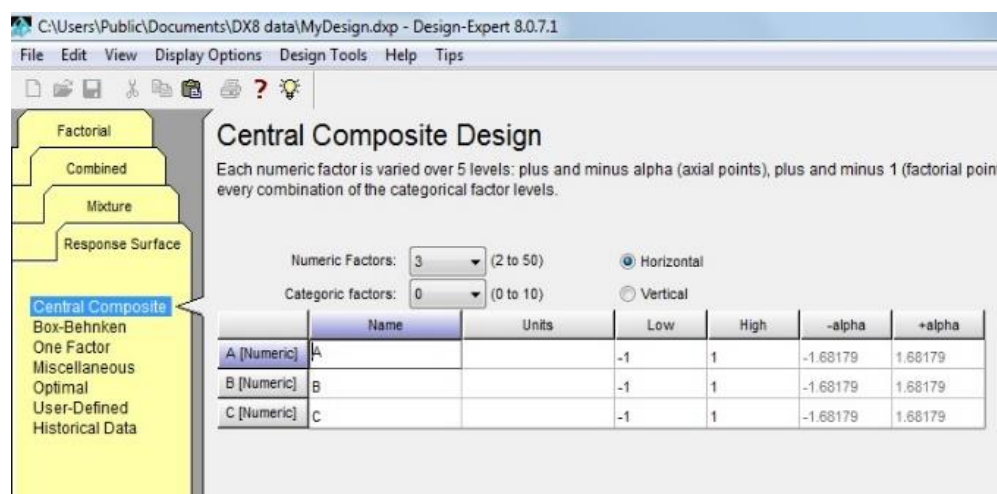 C:\Users\Public\Documents\DX8 data\MyDesign.dxp - Design-Expert 8.0.7.1
File Edit View Display Options Design Tools Help Tips
Factorial
Combined
Mixture
Response Surface
Central Composite
Box-Behnken
One Factor
Miscellaneous
Optimal
User-Defined
Historical Data
Central Composite Design
Each numeric factor is varied over 5 levels: plus and minus alpha (axial points), plus and minus 1 (factorial poin
every combination of the categorical factor levels.
Numeric Factors: 3 (2 to 50) Horizontal
Categoric factors: 0 (0 to 10) Vertical
Name Units Low High -alpha +alpha
A [Numeric] A -1 1 -1.68179 1.68179
B [Numeric] B -1 1 -1.68179 1.68179
C [Numeric] C -1 1 -1.68179 1.68179